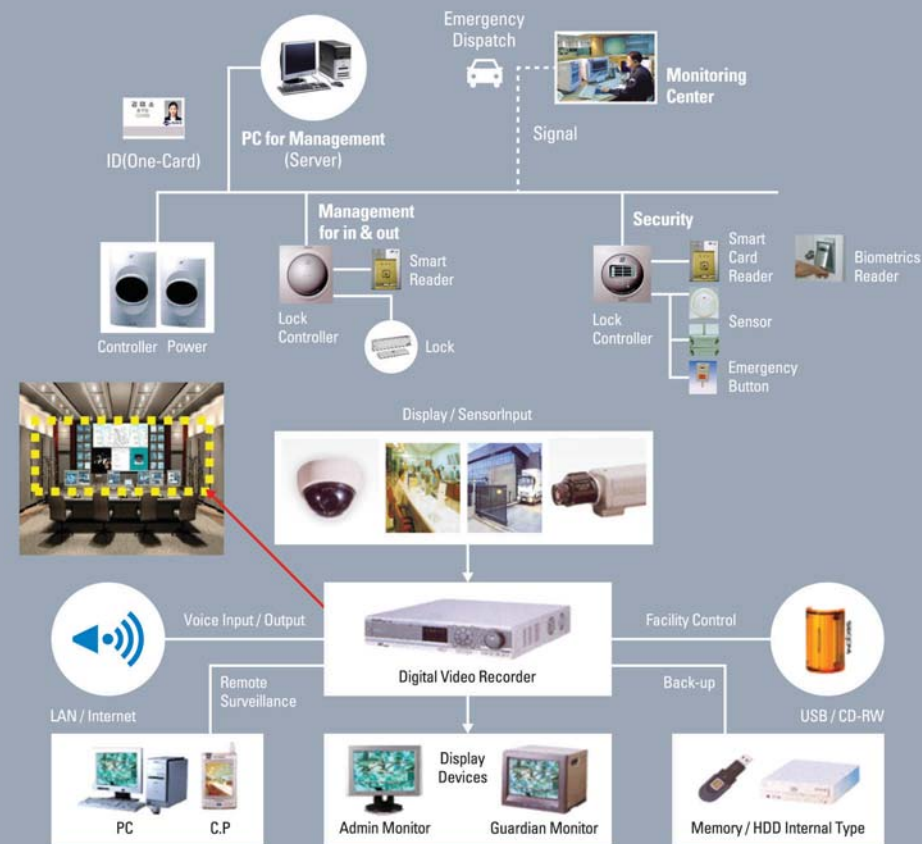 Emergency
Dispatch
Monitoring
Center
Signal
PC for Management
(Server)
ID(One-Card)
Management
for in & out
Security
Smart
Reader
Lock
Controller
Lock
Controller Power
Smart
Card
Reader
Biometrics
Reader
Lock
Controller
Sensor
Emergency
Button
Display / SensorInput
Voice Input / Output
Facility Control
Digital Video Recorder
Remote
Surveillance
Back-up
LAN / Internet
USB / CD-RW
PC
C.P
Display
Devices
Admin Monitor
Guardian Monitor
Memory / HDD Internal Type